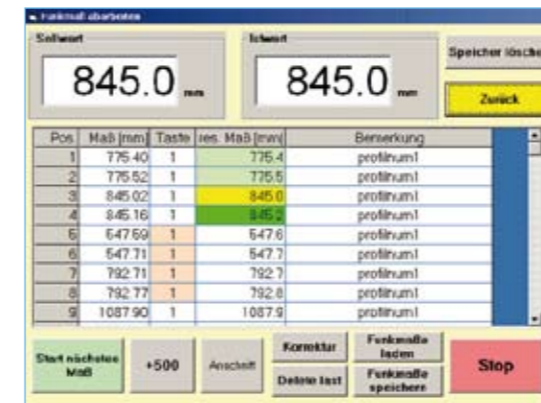 Funkmaß abarbeiten
Sollwert
Istwert
845.0 mm
845.0 mm
Speicher lösche
Zurück
Pos. Maß [mm] Taste res. Maß [mm] Bemerkung
1 775.40 1 775.4 profilnum1
2 775.52 1 775.5 profilnum1
3 845.02 1 845.0 profilnum1
4 845.16 1 845.2 profilnum1
5 647.69 1 647.6 profilnum1
6 647.71 1 647.7 profilnum1
7 792.71 1 792.7 profilnum1
8 792.77 1 792.8 profilnum1
9 1087.90 1 1087.9 profilnum1
Start nächstes
Maß
+500
Anschnitt
Korrektur
Delete last
Funkmaße
laden
Funkmaße
speichern
Stop